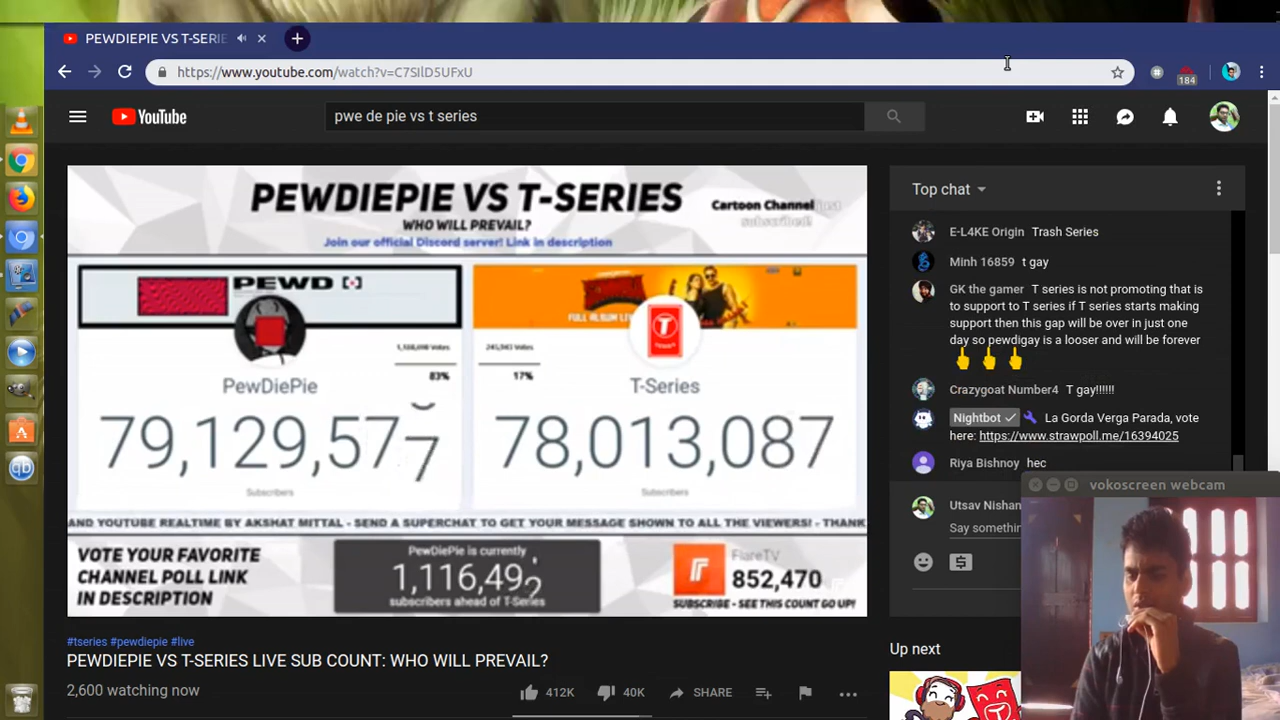 PEWDIEPIE VS T-SERIE
https://www.youtube.com/watch?v=C7SIlD5UFxU
184
YouTube
pwe de pie vs t series
PEWDIEPIE VS T-SERIES
WHO WILL PREVAIL?
Join our official Discord server! Link in description
Cartoon Channel just
subscribed!
PEWD
FULL ALBUM
83%
17%
PewDiePie
T-Series
79,129,577
78,013,087
Subscribers
Subscribers
AND YOUTUBE REALTIME BY AKSHAT MITTAL - SEND A SUPERCHAT TO GET YOUR MESSAGE SHOWN TO ALL THE VIEWERS! - THANK
VOTE YOUR FAVORITE
CHANNEL POLL LINK
IN DESCRIPTION
PewDiePie is currently
1,116,49
subscribers ahead of T-Series
FlareTV
852,470
SUBSCRIBE - SEE THIS COUNT GO UP!
#tseries #pewdiepie #live
PEWDIEPIE VS T-SERIES LIVE SUB COUNT: WHO WILL PREVAIL?
2,600 watching now
412K
40K
SHARE
Top chat
E-L4KE Origin Trash Series
Minh 16859 t gay
GK the gamer T series is not promoting that is
to support to T series if T series starts making
support then this gap will be over in just one
day so pewdigay is a looser and will be forever
Crazygoat Number4 T gay!!!!!!
Nightbot La Gorda Verga Parada, vote
here: https://www.strawpoll.me/16394025
Riya Bishnoy hec
Utsav Nishan
Say somethin
vokoscreen webcam
Up next